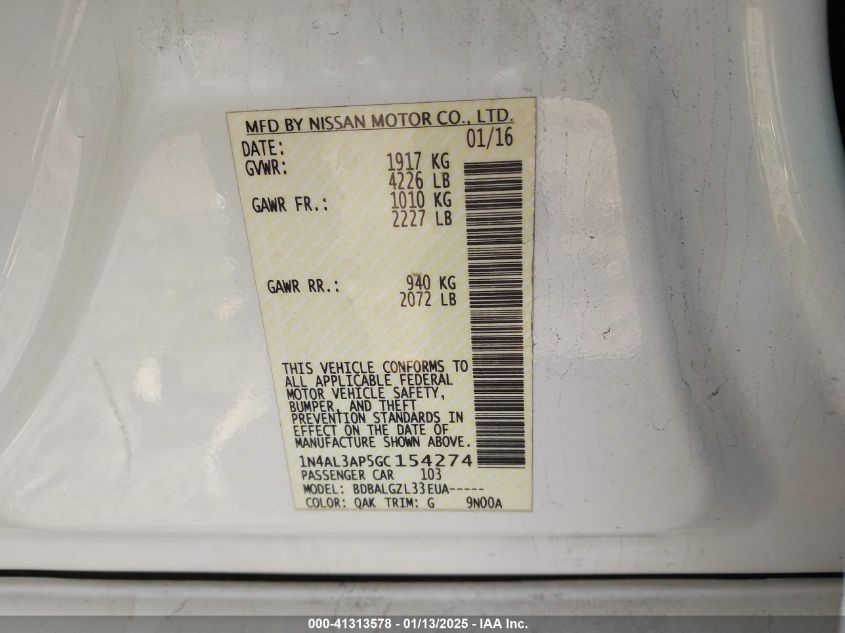 MFD BY NISSAN MOTOR CO., LTD.
DATE: 01/16
GVWR: 1917 KG
4226 LB
GAWR FR.: 1010 KG
2227 LB
GAWR RR.: 940 KG
2072 LB
THIS VEHICLE CONFORMS TO
ALL APPLICABLE FEDERAL
MOTOR VEHICLE SAFETY,
BUMPER, AND THEFT
PREVENTION STANDARDS IN
EFFECT ON THE DATE OF
MANUFACTURE SHOWN ABOVE.
1N4AL3AP5GC154274
PASSENGER CAR 103
MODEL: BDBALGZL33EUA-----
COLOR: QAK TRIM: G 9N00A
000-41313578 - 01/13/2025 - IAA Inc.